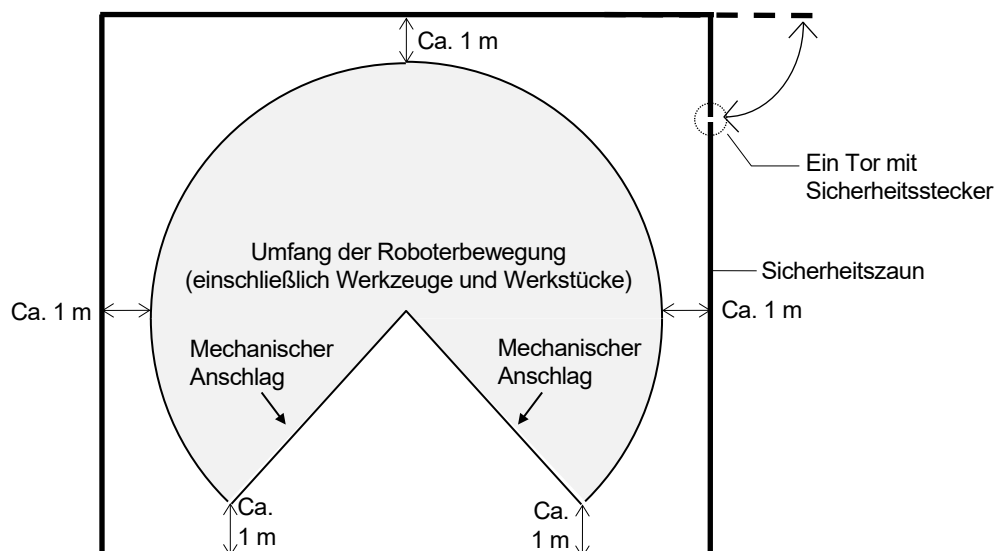 Ca. 1 m
Ein Tor mit
Sicherheitsstecker
Umfang der Roboterbewegung
(einschließlich Werkzeuge und Werkstücke)
Sicherheitszaun
Ca. 1 m
Ca. 1 m
Mechanischer
Anschlag
Mechanischer
Anschlag
Ca.
1 m
Ca.
1 m